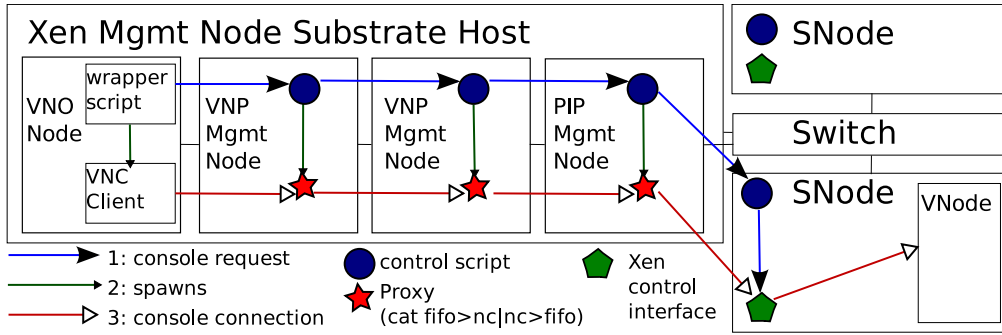 Xen Mgmt Node Substrate Host
VNO
Node
wrapper
script
VNC
Client
VNP
Mgmt
Node
VNP
Mgmt
Node
PIP
Mgmt
Node
SNode
Switch
SNode
VNode
1: console request
2: spawns
3: console connection
control script
Proxy
(cat fifo>nc|nc>fifo)
Xen
control
interface